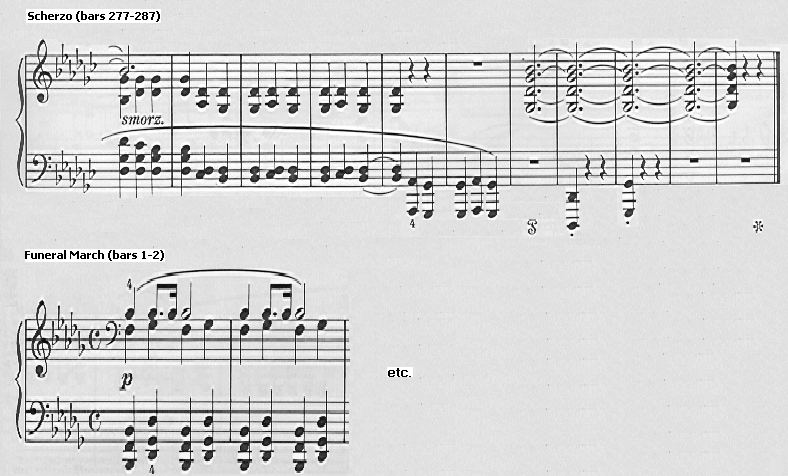 Scherzo (bars 277-287)
smorz.
4
Funeral March (bars 1-2)
4
p
etc.
4